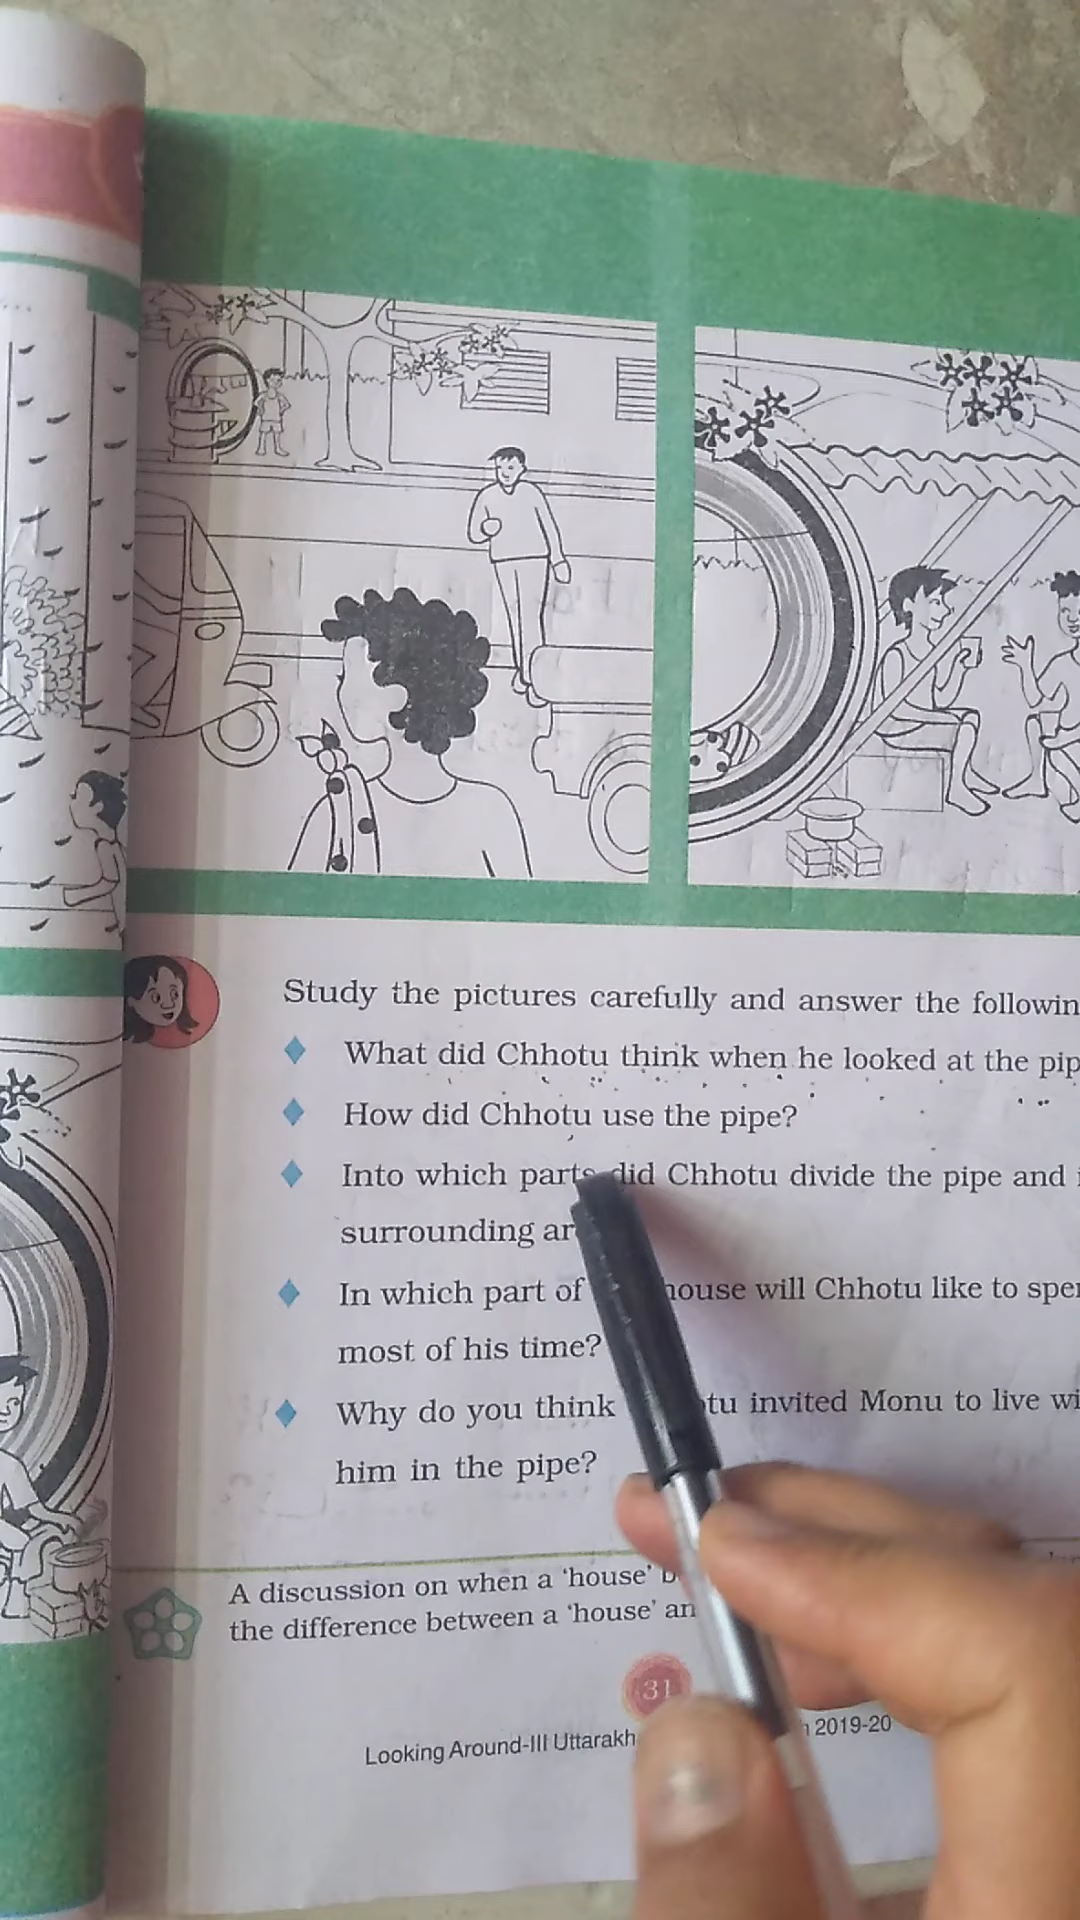 Study the pictures carefully and answer the followin
What did Chhotu think when he looked at the pip
How did Chhotu use the pipe?
Into which parts did Chhotu divide the pipe and i
surrounding ar
In which part of house will Chhotu like to spe
most of his time?
Why do you think tu invited Monu to live wi
him in the pipe?
A discussion on when a 'house' b
the difference between a 'house' an
31
Looking Around-III Uttarakh h 2019-20